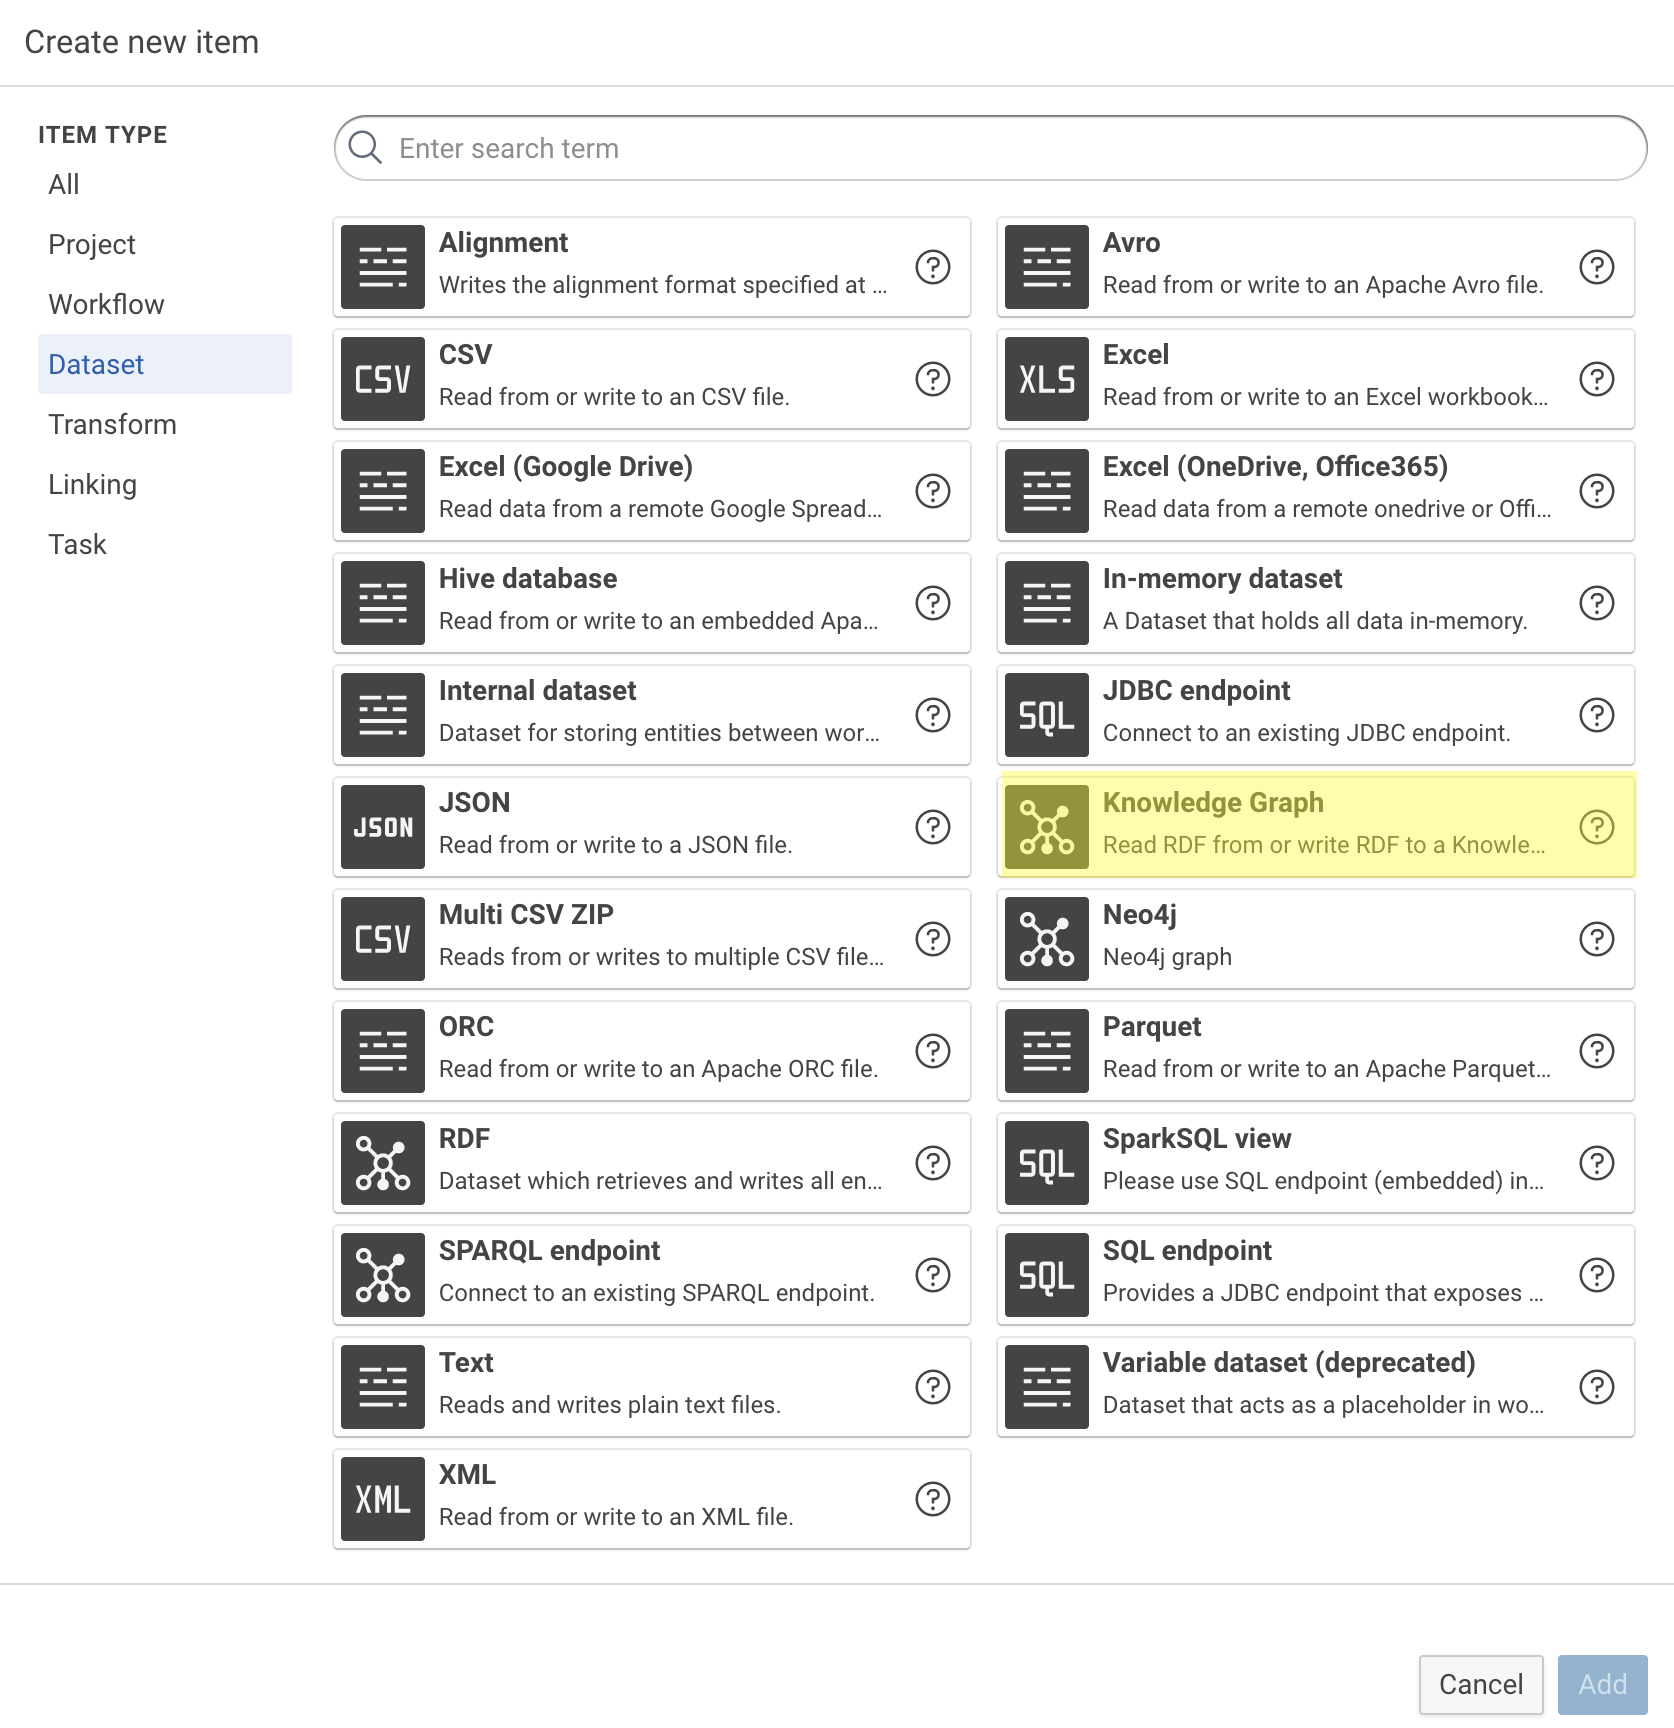 Create new item
ITEM TYPE
All
Project
Workflow
Dataset
Transform
Linking
Task
Enter search term
Alignment
Writes the alignment format specified at ...
Avro
Read from or write to an Apache Avro file.
CSV
CSV
Read from or write to an CSV file.
XLS
Excel
Read from or write to an Excel workbook...
Excel (Google Drive)
Read data from a remote Google Spread...
Excel (OneDrive, Office365)
Read data from a remote onedrive or Offi...
Hive database
Read from or write to an embedded Apa...
In-memory dataset
A Dataset that holds all data in-memory.
Internal dataset
Dataset for storing entities between wor...
SQL
JDBC endpoint
Connect to an existing JDBC endpoint.
JSON
JSON
Read from or write to a JSON file.
Knowledge Graph
Read RDF from or write RDF to a Knowle...
CSV
Multi CSV ZIP
Reads from or writes to multiple CSV file...
Neo4j
Neo4j graph
ORC
Read from or write to an Apache ORC file.
Parquet
Read from or write to an Apache Parquet...
RDF
Dataset which retrieves and writes all en...
SQL
SparkSQL view
Please use SQL endpoint (embedded) in...
SPARQL endpoint
Connect to an existing SPARQL endpoint.
SQL
SQL endpoint
Provides a JDBC endpoint that exposes ...
Text
Reads and writes plain text files.
Variable dataset (deprecated)
Dataset that acts as a placeholder in wo...
XML
XML
Read from or write to an XML file.
Cancel
Add